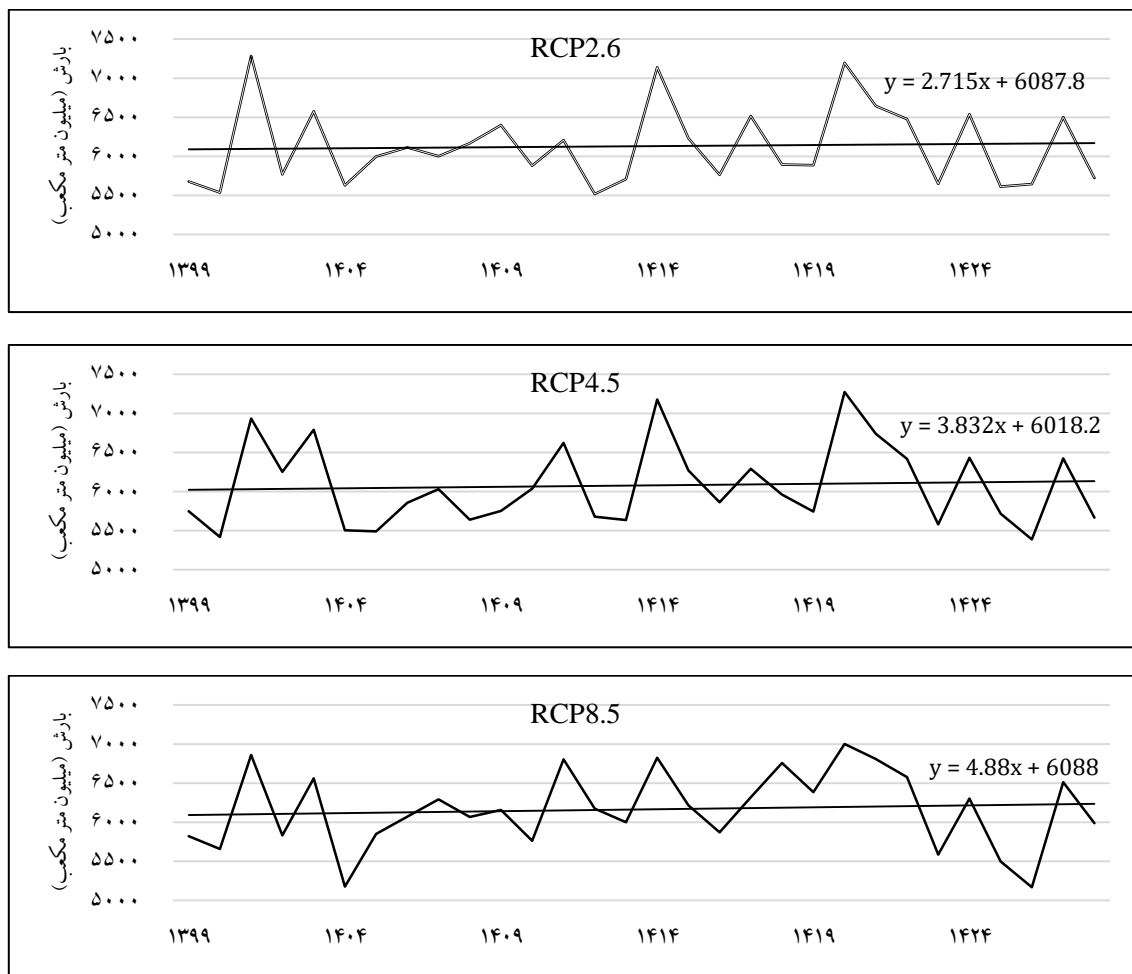 RCP2.6
بارش (میلیون متر مکعب)
۷۵۰۰
۷۰۰۰
۶۵۰۰
۶۰۰۰
۵۵۰۰
۵۰۰۰
y = 2.715x + 6087.8
۱۳۹۹ ۱۴۰۴ ۱۴۰۹ ۱۴۱۴ ۱۴۱۹ ۱۴۲۴
RCP4.5
بارش (میلیون متر مکعب)
۷۵۰۰
۷۰۰۰
۶۵۰۰
۶۰۰۰
۵۵۰۰
۵۰۰۰
y = 3.832x + 6018.2
۱۳۹۹ ۱۴۰۴ ۱۴۰۹ ۱۴۱۴ ۱۴۱۹ ۱۴۲۴
RCP8.5
بارش (میلیون متر مکعب)
۷۵۰۰
۷۰۰۰
۶۵۰۰
۶۰۰۰
۵۵۰۰
۵۰۰۰
y = 4.88x + 6088
۱۳۹۹ ۱۴۰۴ ۱۴۰۹ ۱۴۱۴ ۱۴۱۹ ۱۴۲۴